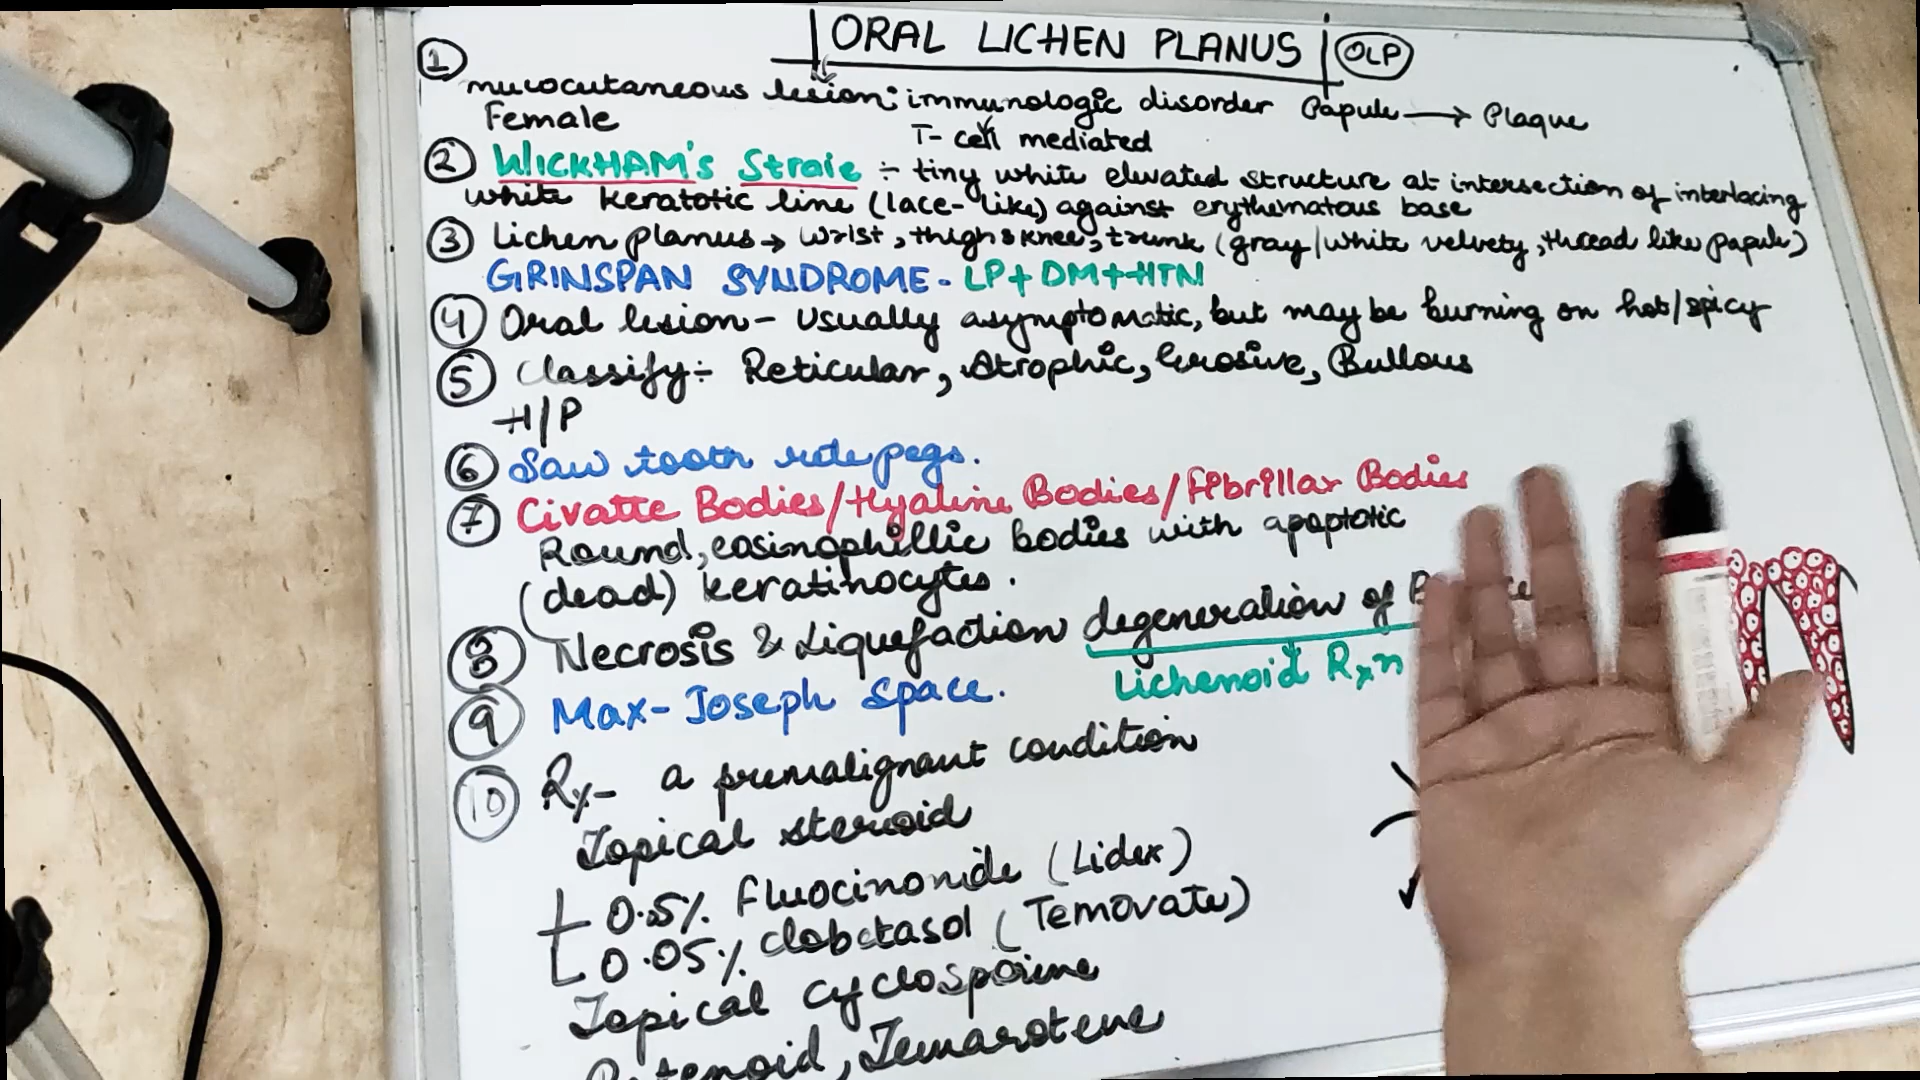 ORAL LICHEN PLANUS OLP
1 mucocutaneous lesion: immunologic disorder Papule → Plaque
Female T-cell mediated
2 WICKHAM's Straie ÷ tiny white elevated structure at intersection of interlacing
white keratotic line (lace-like) against erythematous base
3 Lichen planus → wrist, thigh & knee, trunk (gray/white velvety, thread like papule)
GRINSPAN SYNDROME - LP+DM+HTN
4 Oral lesion - usually asymptomatic, but may be burning on hot/spicy
5 Classify ÷ Reticular, Atrophic, Erosive, Bullous
H/P
6 Saw tooth rete pegs.
7 Civatte Bodies/Hyaline Bodies/Fibrillar Bodies
Round, eosinophillic bodies with apoptotic
(dead) keratinocytes.
8 Necrosis & Liquefaction degeneration of
Lichenoid Rxn
9 Max-Joseph Space.
10 Rx- a premalignant condition
Topical steroid
0.5% fluocinonide (Lidex)
0.05% clobetasol (Temovate)
Topical cyclosporine
Temarotene